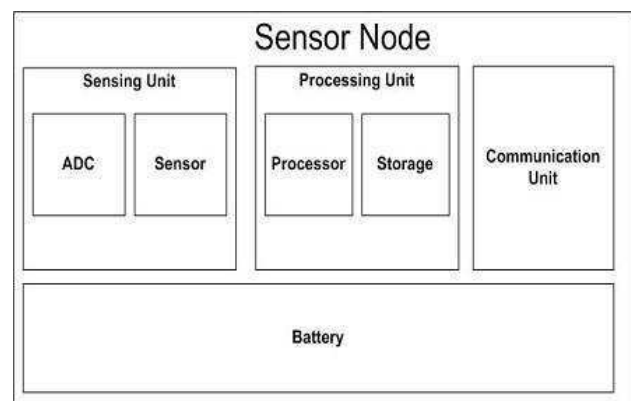 Sensor Node
Sensing Unit
Processing Unit
ADC
Sensor
Processor
Storage
Communication
Unit
Battery